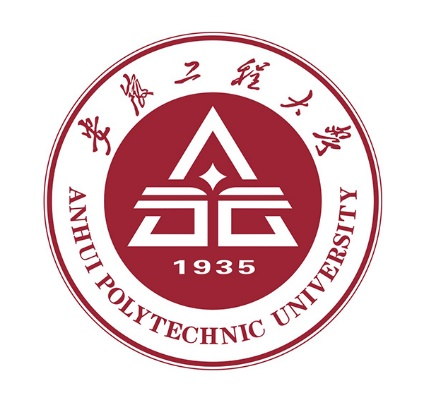 安徽工程大学
1935
ANHUI POLYTECHNIC UNIVERSITY